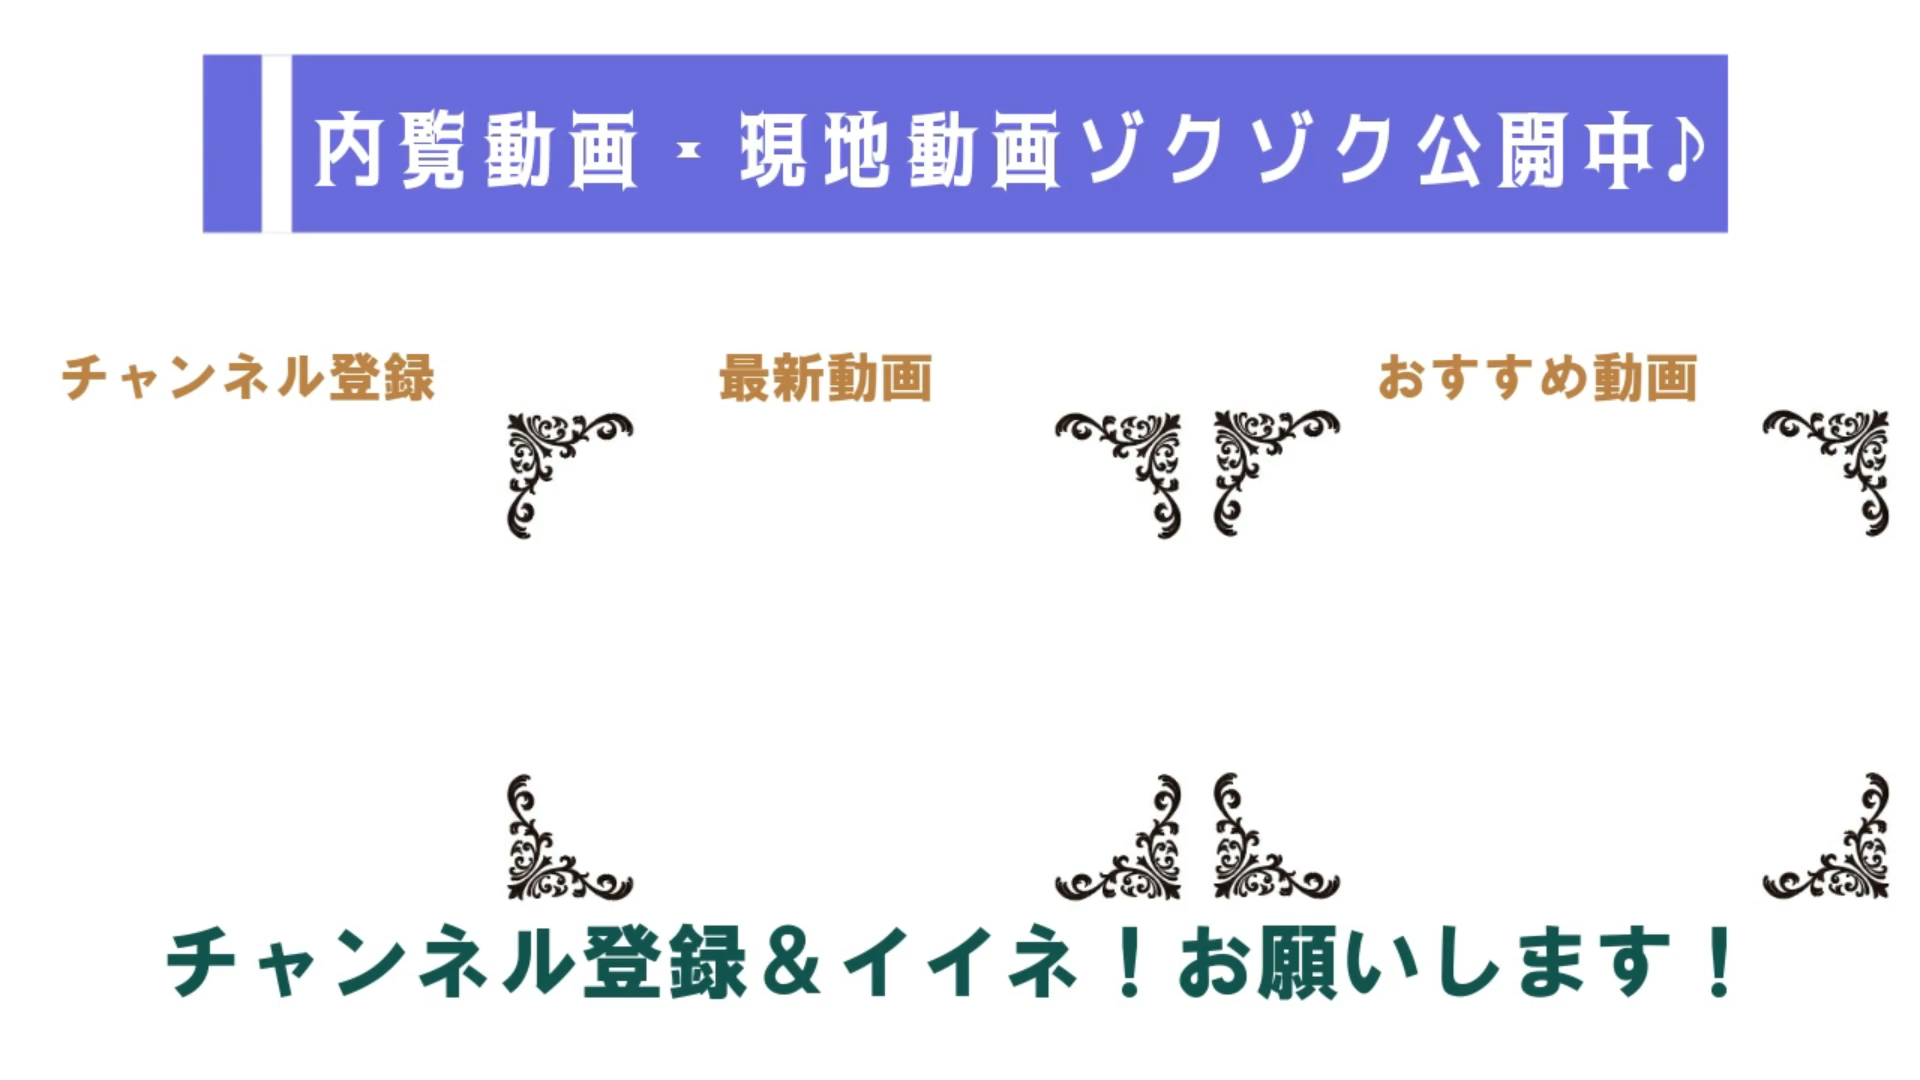 内覧動画・現地動画ゾクゾク公開中♪
チャンネル登録
最新動画
おすすめ動画
チャンネル登録＆イイネ！お願いします！